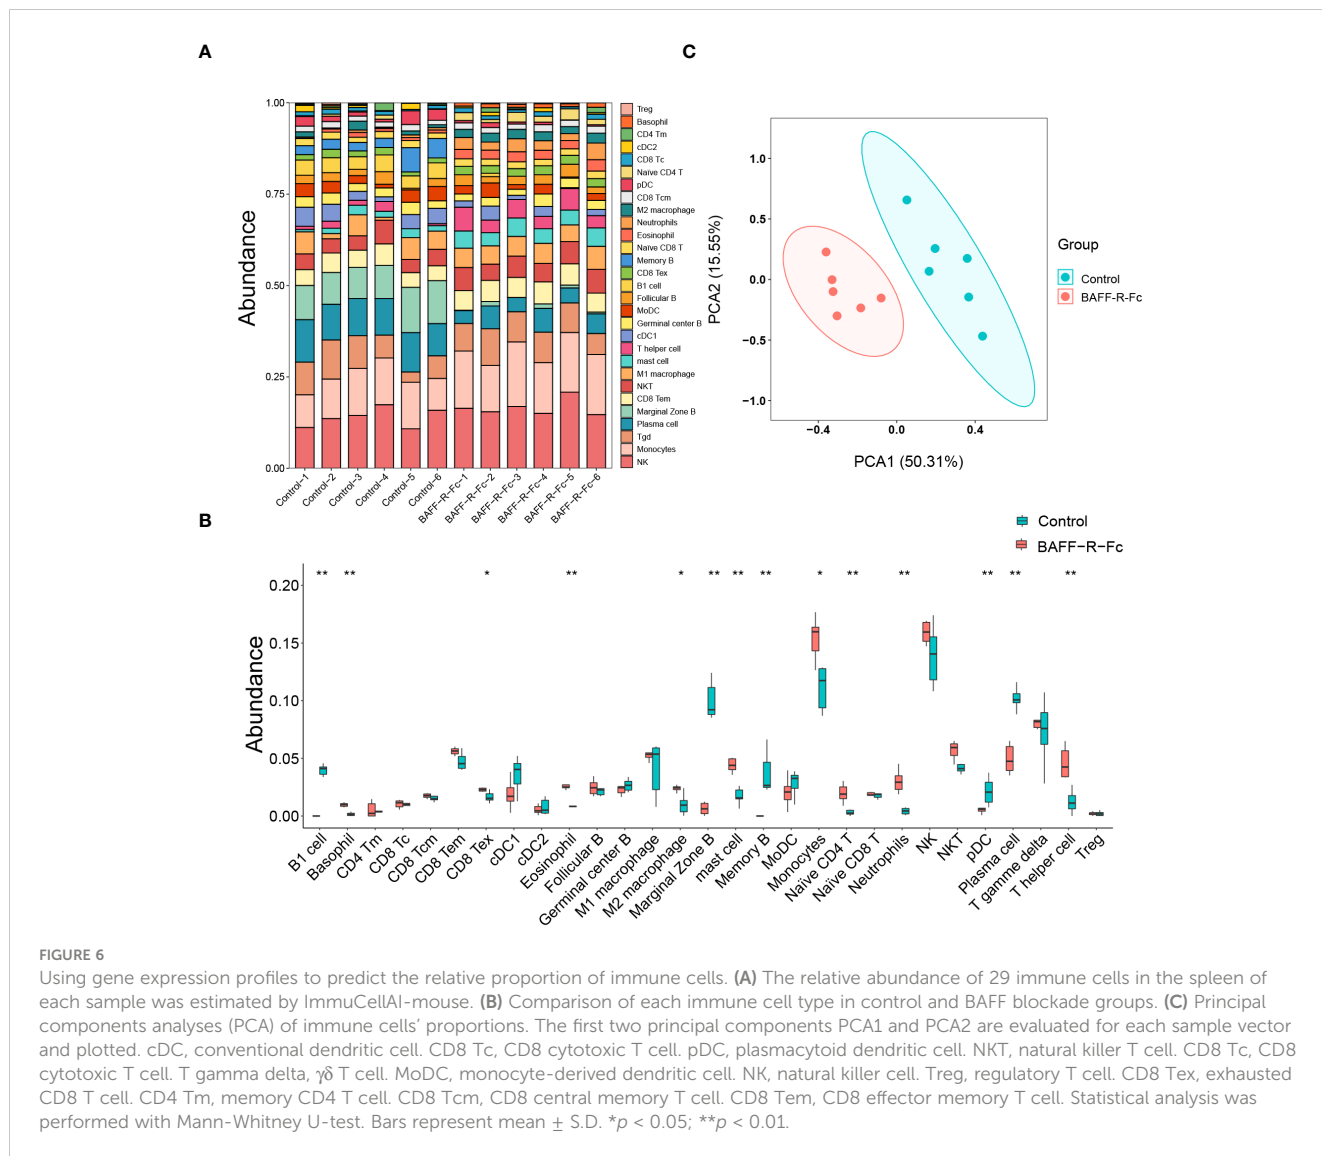 A
C
1.00
0.75
0.50
0.25
0.00
Abundance
Control−1
Control−2
Control−3
Control−4
Control−5
Control−6
BAFF−R−Fc−1
BAFF−R−Fc−2
BAFF−R−Fc−3
BAFF−R−Fc−4
BAFF−R−Fc−5
BAFF−R−Fc−6
Treg
Basophil
CD4 Tm
cDC2
CD8 Tc
Naïve CD4 T
pDC
CD8 Tcm
M2 macrophage
Neutrophils
Eosinophil
Naïve CD8 T
Memory B
CD8 Tex
B1 cell
Follicular B
MoDC
Germinal center B
cDC1
T helper cell
mast cell
M1 macrophage
NKT
CD8 Tem
Marginal Zone B
Plasma cell
Tgd
Monocytes
NK
PCA2 (15.55%)
1.0
0.5
0.0
−0.5
−1.0
−0.4
0.0
0.4
PCA1 (50.31%)
Group
Control
BAFF−R−Fc
B
Control
BAFF−R−Fc
** ** * ** * ** ** ** * ** ** ** ** **
Abundance
0.20
0.15
0.10
0.05
0.00
B1 cell
Basophil
CD4 Tm
CD8 Tc
CD8 Tcm
CD8 Tem
CD8 Tex
cDC1
cDC2
Eosinophil
Follicular B
Germinal center B
M1 macrophage
M2 macrophage
Marginal Zone B
mast cell
Memory B
MoDC
Monocytes
Naïve CD4 T
Naïve CD8 T
Neutrophils
NK
NKT
pDC
Plasma cell
T gamma delta
T helper cell
Treg
FIGURE 6
Using gene expression profiles to predict the relative proportion of immune cells. (A) The relative abundance of 29 immune cells in the spleen of
each sample was estimated by ImmuCellAI-mouse. (B) Comparison of each immune cell type in control and BAFF blockade groups. (C) Principal
components analyses (PCA) of immune cells' proportions. The first two principal components PCA1 and PCA2 are evaluated for each sample vector
and plotted. cDC, conventional dendritic cell. CD8 Tc, CD8 cytotoxic T cell. pDC, plasmacytoid dendritic cell. NKT, natural killer T cell. CD8 Tc, CD8
cytotoxic T cell. T gamma delta, γδ T cell. MoDC, monocyte-derived dendritic cell. NK, natural killer cell. Treg, regulatory T cell. CD8 Tex, exhausted
CD8 T cell. CD4 Tm, memory CD4 T cell. CD8 Tcm, CD8 central memory T cell. CD8 Tem, CD8 effector memory T cell. Statistical analysis was
performed with Mann-Whitney U-test. Bars represent mean ± S.D. *p < 0.05; **p < 0.01.